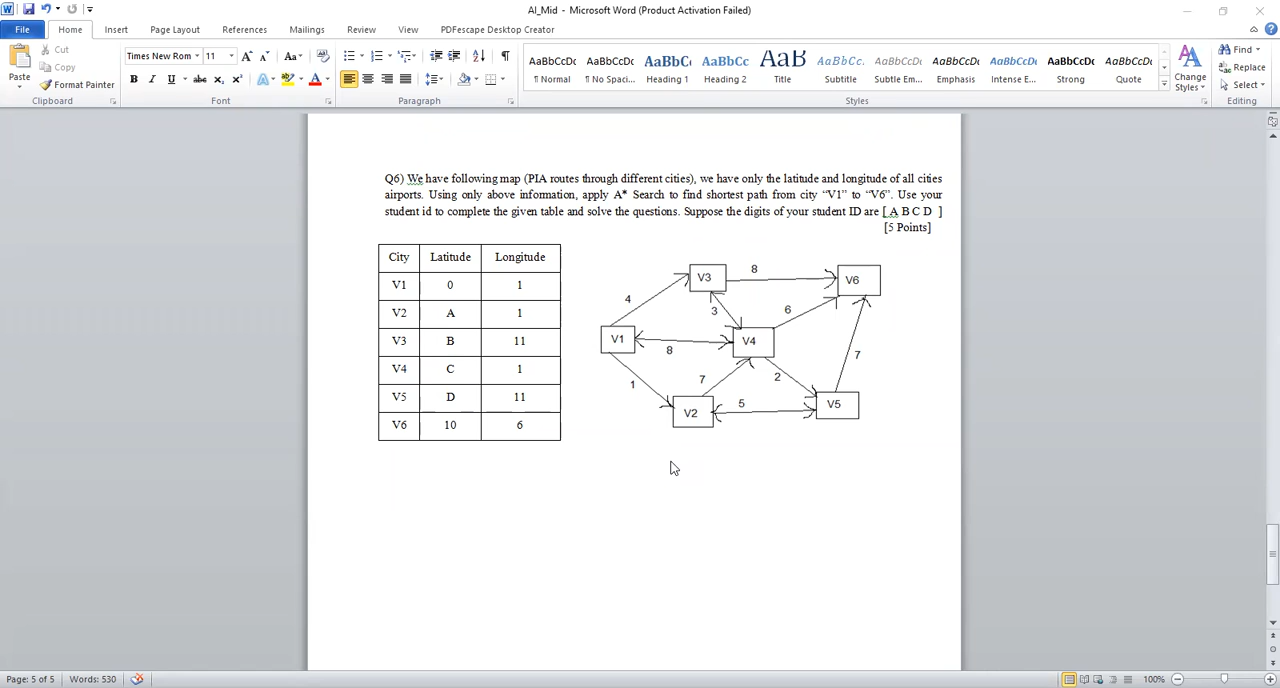 AI_Mid - Microsoft Word (Product Activation Failed)
File Home Insert Page Layout References Mailings Review View PDFescape Desktop Creator
Paste
Cut
Copy
Format Painter
Clipboard
Times New Rom 11
B I U abc x₂ x² A
Font
Paragraph
AaBbCcDc AaBbCcDc AaBbC AaBbCc AaB AaBbCc. AaBbCcDc AaBbCcDc AaBbCcDc AaBbCcDc AaBbCcDc
¶ Normal ¶ No Spaci... Heading 1 Heading 2 Title Subtitle Subtle Em... Emphasis Intense E... Strong Quote
Styles
Change
Styles
Find
Replace
Select
Editing
Q6) We have following map (PIA routes through different cities), we have only the latitude and longitude of all cities
airports. Using only above information, apply A* Search to find shortest path from city “V1” to “V6”. Use your
student id to complete the given table and solve the questions. Suppose the digits of your student ID are [ A B C D ]
[5 Points]
City Latitude Longitude
V1 0 1
V2 A 1
V3 B 11
V4 C 1
V5 D 11
V6 10 6
V3 8 V6
4 3 6
V1 8 V4
7
1 7 2
V2 5 V5
Page: 5 of 5 Words: 530
100%